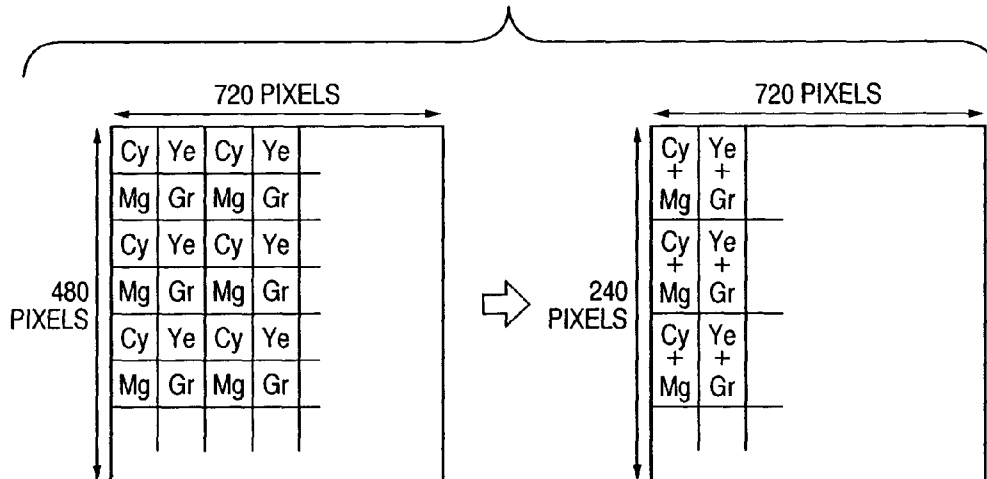 720 PIXELS
480 PIXELS
Cy Ye Cy Ye
Mg Gr Mg Gr
Cy Ye Cy Ye
Mg Gr Mg Gr
Cy Ye Cy Ye
Mg Gr Mg Gr
720 PIXELS
240 PIXELS
Cy Ye
+ +
Mg Gr
Cy Ye
+ +
Mg Gr
Cy Ye
+ +
Mg Gr